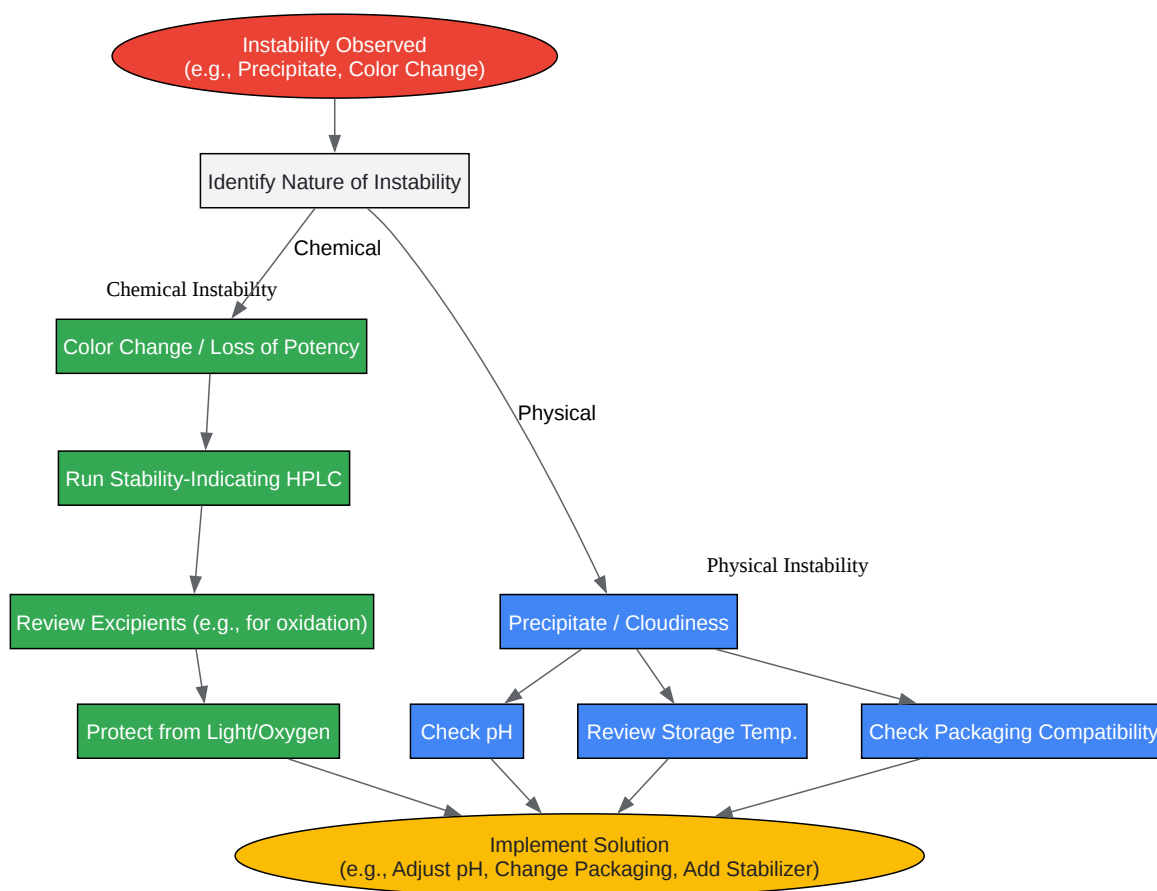 Instability Observed
(e.g., Precipitate, Color Change)
Identify Nature of Instability
Chemical
Chemical Instability
Color Change / Loss of Potency
Physical
Run Stability-Indicating HPLC
Physical Instability
Review Excipients (e.g., for oxidation)
Precipitate / Cloudiness
Protect from Light/Oxygen
Check pH
Review Storage Temp.
Check Packaging Compatibility
Implement Solution
(e.g., Adjust pH, Change Packaging, Add Stabilizer)